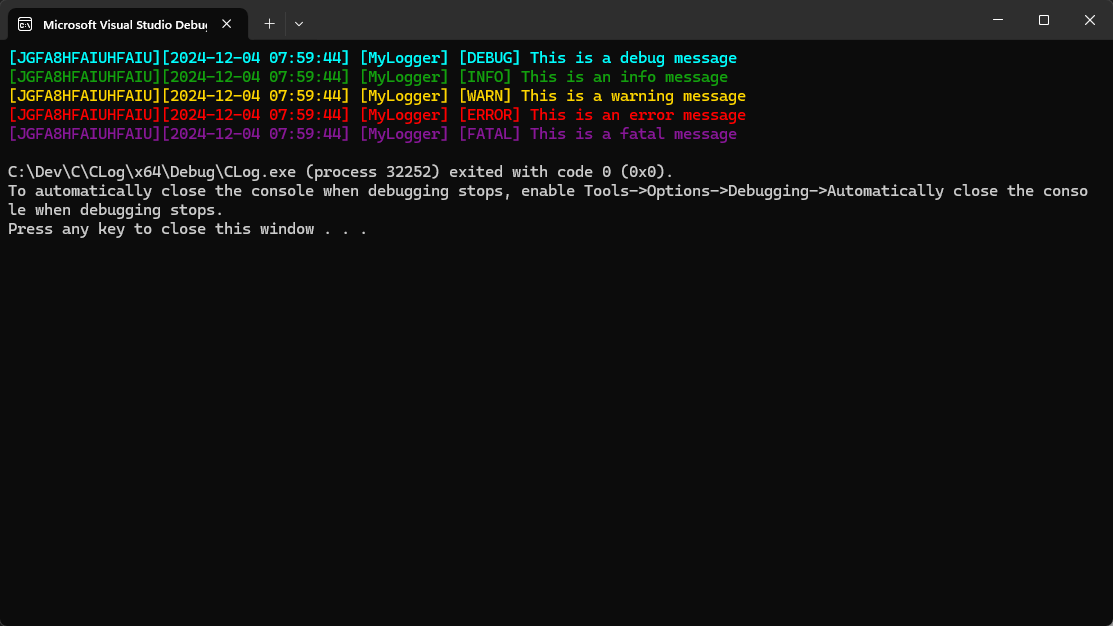 Microsoft Visual Studio Debu
[JGFA8HFAIUHFAIU][2024-12-04 07:59:44] [MyLogger] [DEBUG] This is a debug message
[JGFA8HFAIUHFAIU][2024-12-04 07:59:44] [MyLogger] [INFO] This is an info message
[JGFA8HFAIUHFAIU][2024-12-04 07:59:44] [MyLogger] [WARN] This is a warning message
[JGFA8HFAIUHFAIU][2024-12-04 07:59:44] [MyLogger] [ERROR] This is an error message
[JGFA8HFAIUHFAIU][2024-12-04 07:59:44] [MyLogger] [FATAL] This is a fatal message
C:\Dev\C\CLog\x64\Debug\CLog.exe (process 32252) exited with code 0 (0x0).
To automatically close the console when debugging stops, enable Tools->Options->Debugging->Automatically close the conso
le when debugging stops.
Press any key to close this window . . .